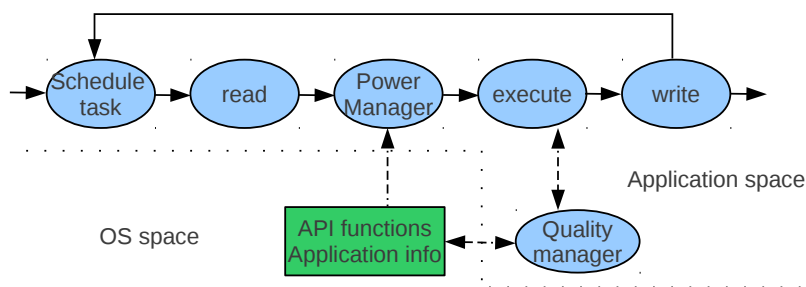 Schedule
task
read
Power
Manager
execute
write
Application space
OS space
API functions
Application info
Quality
manager